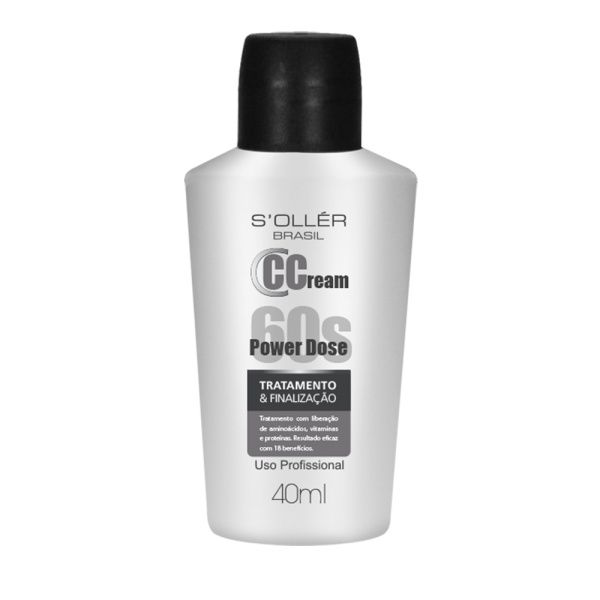 S'OLLÉR
BRASIL
CCream
60s
Power Dose
TRATAMENTO
& FINALIZAÇÃO
Tratamento com liberação
de aminoácidos, vitaminas
e proteínas. Resultado eficaz
com 18 benefícios.
Uso Profissional
40ml